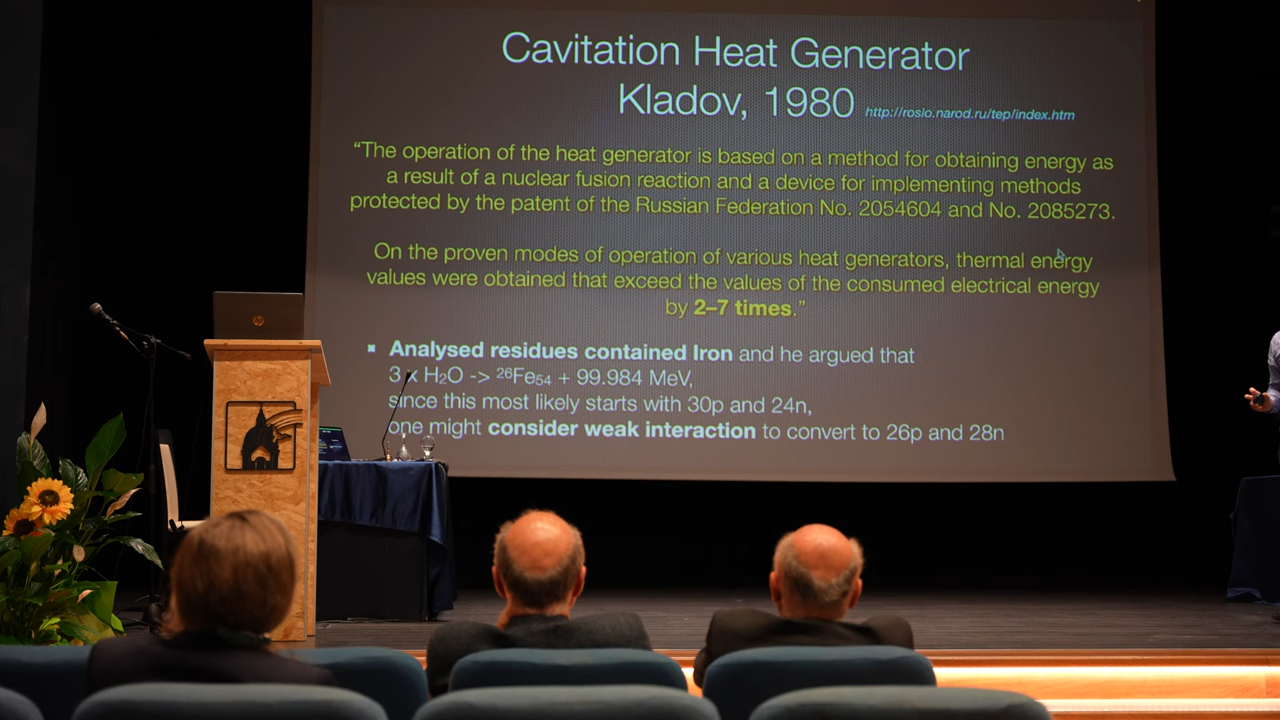 Cavitation Heat Generator
Kladov, 1980 http://roslo.narod.ru/tep/index.htm
“The operation of the heat generator is based on a method for obtaining energy as
a result of a nuclear fusion reaction and a device for implementing methods
protected by the patent of the Russian Federation No. 2054604 and No. 2085273.
On the proven modes of operation of various heat generators, thermal energy
values were obtained that exceed the values of the consumed electrical energy
by 2–7 times.”
Analysed residues contained Iron and he argued that
3 x H₂O -> ²⁶Fe₅₄ + 99.984 MeV,
since this most likely starts with 30p and 24n,
one might consider weak interaction to convert to 26p and 28n
hp